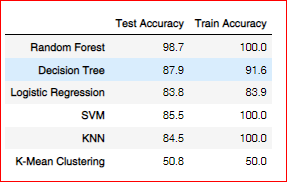 Test Accuracy Train Accuracy
Random Forest 98.7 100.0
Decision Tree 87.9 91.6
Logistic Regression 83.8 83.9
SVM 85.5 100.0
KNN 84.5 100.0
K-Mean Clustering 50.8 50.0